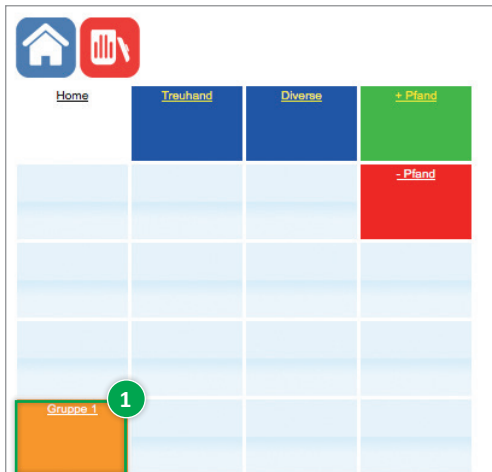 Home
Treuhand
Diverse
+ Pfand
- Pfand
Gruppe 1
1